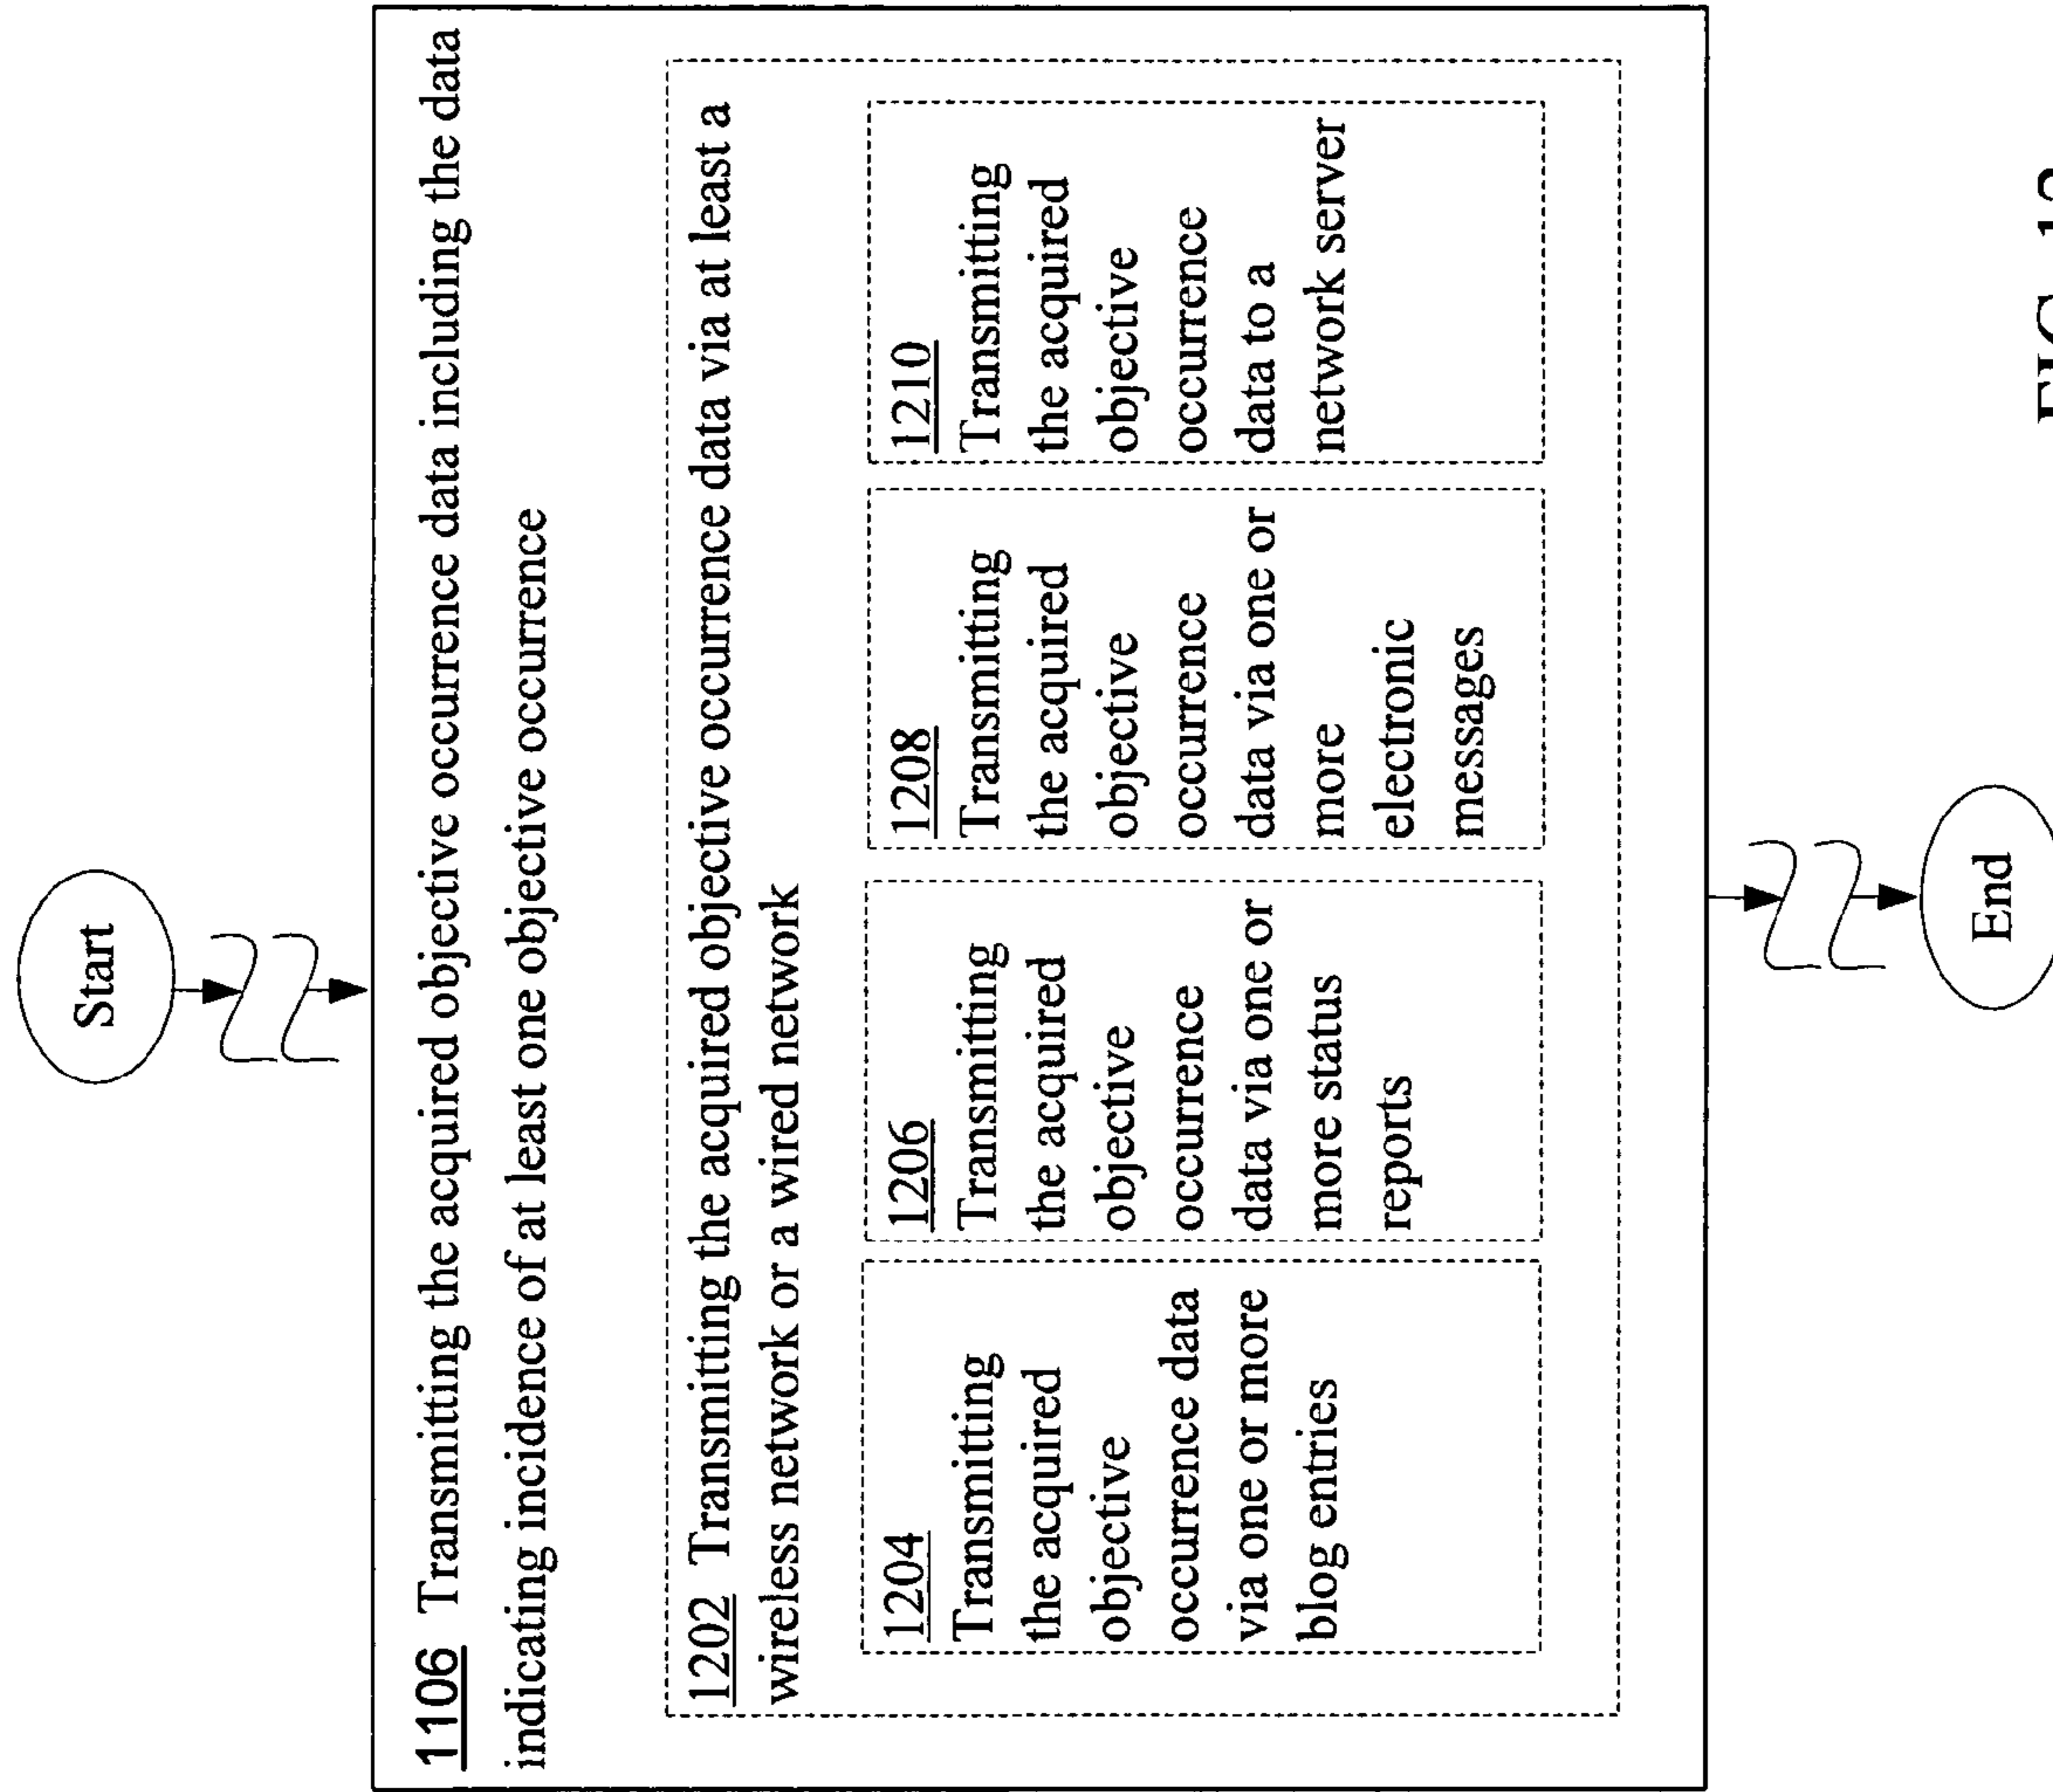 Start
1106 Transmitting the acquired objective occurrence data including the data
indicating incidence of at least one objective occurrence
1202 Transmitting the acquired objective occurrence data via at least a
wireless network or a wired network
1204
Transmitting
the acquired
objective
occurrence data
via one or more
blog entries
1206
Transmitting
the acquired
objective
occurrence
data via one or
more status
reports
1208
Transmitting
the acquired
objective
occurrence
data via one or
more
electronic
messages
1210
Transmitting
the acquired
objective
occurrence
data to a
network server
End
FIG. 12